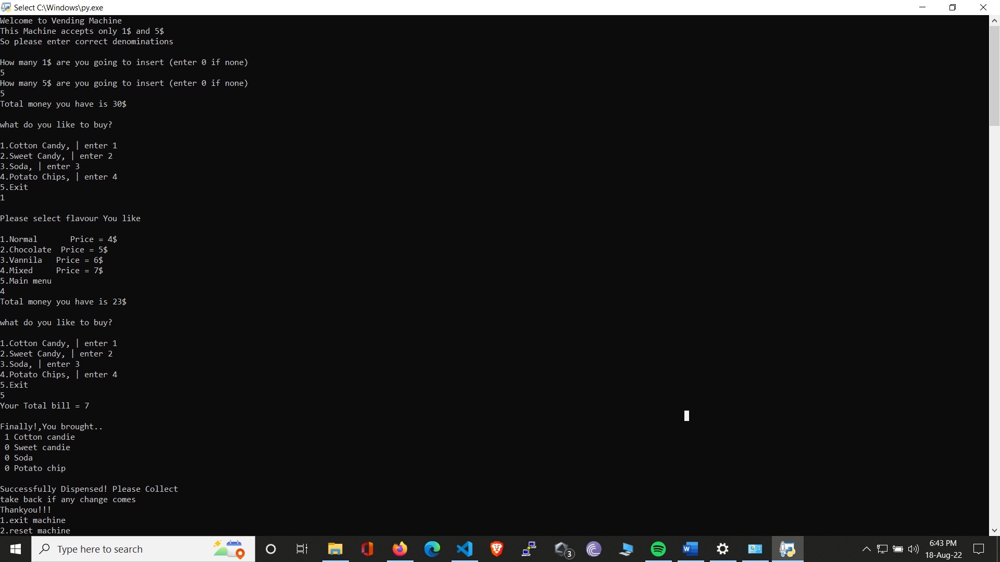 Select C:\Windows\py.exe
Welcome to Vending Machine
This Machine accepts only 1$ and 5$
So please enter correct denominations
How many 1$ are you going to insert (enter 0 if none)
5
How many 5$ are you going to insert (enter 0 if none)
5
Total money you have is 30$
what do you like to buy?
1.Cotton Candy, | enter 1
2.Sweet Candy, | enter 2
3.Soda, | enter 3
4.Potato Chips, | enter 4
5.Exit
1
Please select flavour You like
1.Normal       Price = 4$
2.Chocolate  Price = 5$
3.Vannila   Price = 6$
4.Mixed     Price = 7$
5.Main menu
4
Total money you have is 23$
what do you like to buy?
1.Cotton Candy, | enter 1
2.Sweet Candy, | enter 2
3.Soda, | enter 3
4.Potato Chips, | enter 4
5.Exit
5
Your Total bill = 7
Finally!,You brought..
1 Cotton candie
0 Sweet candie
0 Soda
0 Potato chip
Successfully Dispensed! Please Collect
take back if any change comes
Thankyou!!!
1.exit machine
2.reset machine
Type here to search
3
6:43 PM
18-Aug-22